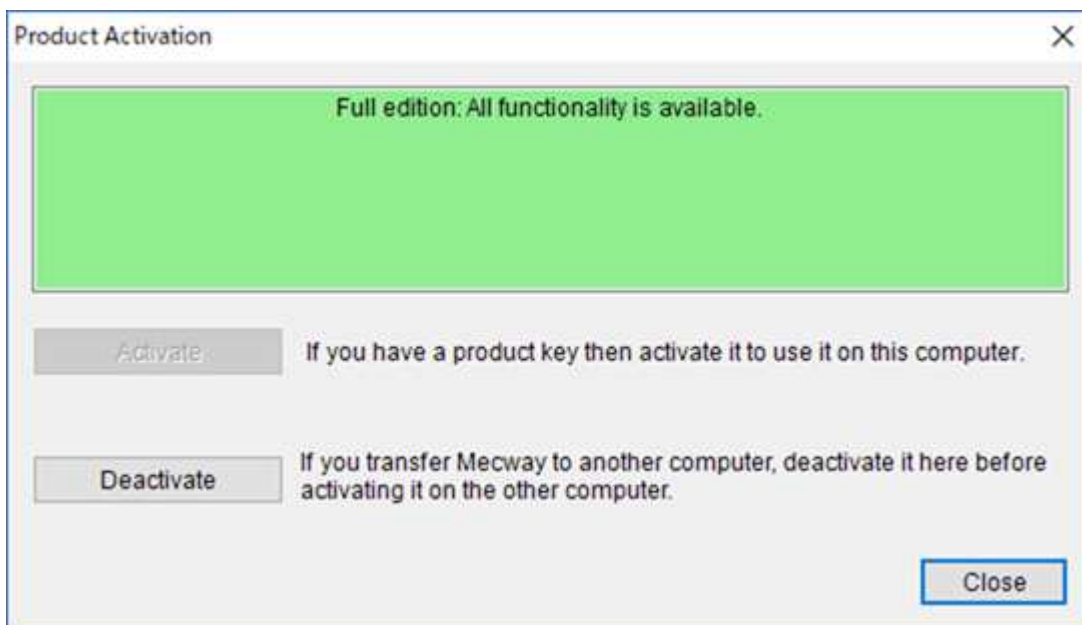 Product Activation
Full edition: All functionality is available.
Activate
If you have a product key then activate it to use it on this computer.
Deactivate
If you transfer Mecway to another computer, deactivate it here before
activating it on the other computer.
Close